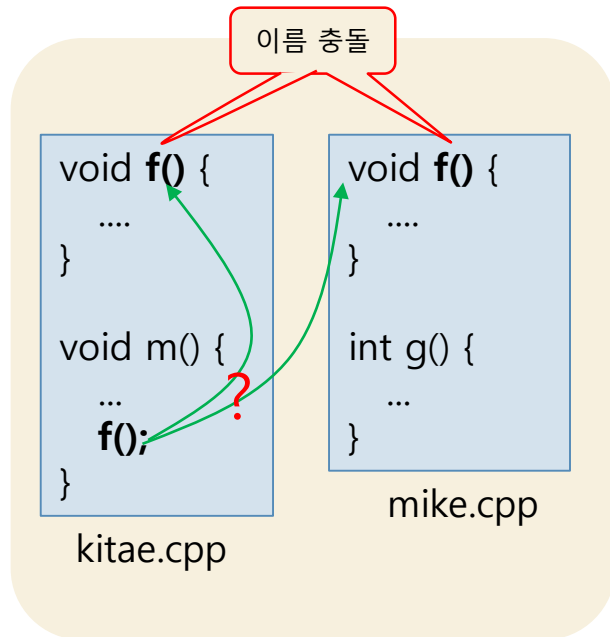 이름 충돌
void f() {
....
}
void m() {
...
f();
}
kitae.cpp
void f() {
....
}
int g() {
...
}
mike.cpp
?